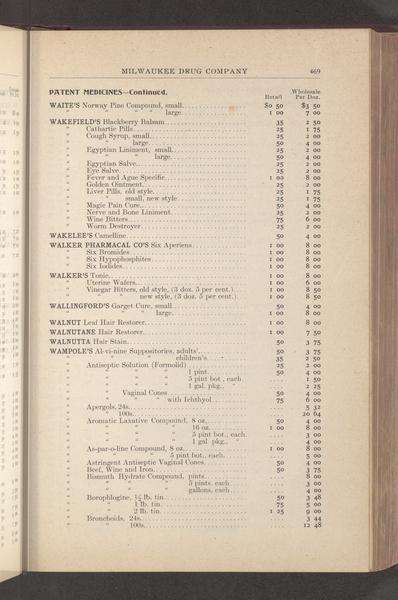 MILWAUKEE DRUG COMPANY 469
PATENT MEDICINES—Continued.
Retail Wholesale Per Doz.
WAITE'S Norway Pine Compound, small $0 50 $3 50
" " " " large 1 00 7 00
WAKEFIELD'S Blackberry Balsam 35 2 50
" Cathartic Pills 25 1 75
" Cough Syrup, small 25 2 00
" " " large 50 4 00
" Egyptian Liniment, small 25 2 00
" " " large 50 4 00
" Egyptian Salve 25 2 00
" Eye Salve 25 2 00
" Fever and Ague Specific 1 00 8 00
" Golden Ointment 25 2 00
" Liver Pills, old style 25 1 75
" " small, new style 25 1 75
" Magic Pain Cure 50 4 00
" Nerve and Bone Liniment 25 2 00
" Wine Bitters 75 6 00
" Worm Destroyer 25 2 00
WAKELEE'S Camelline 50 4 00
WALKER PHARMACAL CO'S Six Aperiens 1 00 8 00
" Six Bromides 1 00 8 00
" Six Hypophosphites 1 00 8 00
" Six Iodides 1 00 8 00
WALKER'S Tonic 1 00 8 00
" Uterine Wafers 1 00 6 00
" Vinegar Bitters, old style, (3 doz. 5 per cent.) 1 00 8 50
" " " new style, (3 doz. 5 per cent.) 1 00 8 50
WALLINGFORD'S Garget Cure, small 50 4 00
" " " large 1 00 8 00
WALNUT Leaf Hair Restorer 1 00 8 00
WALNUTANE Hair Restorer 1 00 7 50
WALNUTTA Hair Stain 50 3 75
WAMPOLE'S Al-vi-nine Suppositories, adults' 50 3 75
" " " children's 35 2 50
" Antiseptic Solution (Formolid) 25 2 00
" " " 1 pint 50 4 00
" " " 5 pint bot., each 1 50
" " " 1 gal. pkg., " 2 25
" " Vaginal Cones 50 4 00
" " " " with Ichthyol 75 6 00
" Apergols, 24s 5 32
" " 100s 20 64
" Aromatic Laxative Compound, 8 oz. 50 4 00
" " " " 16 oz. 1 00 8 00
" " " " 5 pint bot., each 3 00
" " " " 1 gal. pkg., " 4 00
" As-par-o-line Compound, 8 oz. 1 00 8 00
" " " 5 pint bot., each 5 00
" Astringent Antiseptic Vaginal Cones 50 4 00
" Beef, Wine and Iron 50 3 75
" Bismuth Hydrate Compound, pints 8 00
" " " " 5 pints, each 3 00
" " " " gallons, each 4 00
" Borophlogine, ½ lb. tin 50 3 48
" " 1 lb. tin 75 5 00
" " 2 lb. tin 1 25 9 00
" Bronchoids, 24s 3 44
" " 100s 12 48